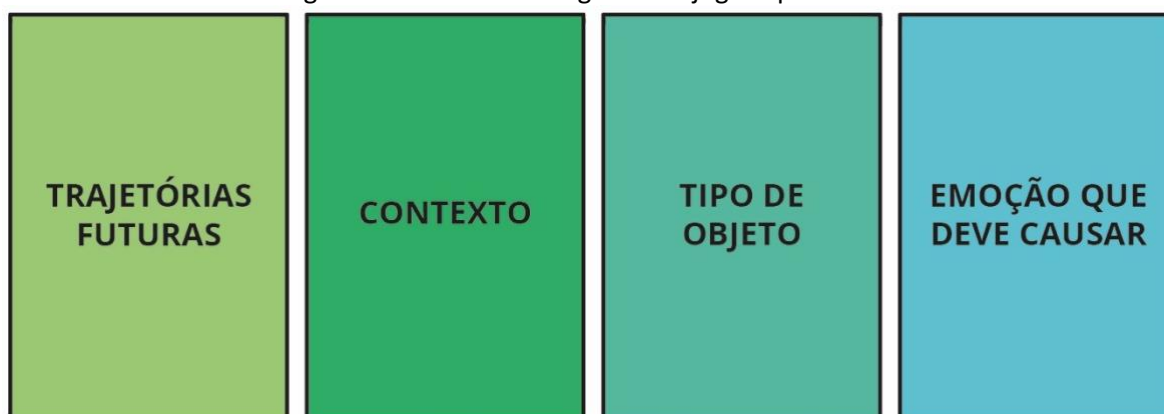 TRAJETÓRIAS
FUTURAS
CONTEXTO
TIPO DE
OBJETO
EMOÇÃO QUE
DEVE CAUSAR